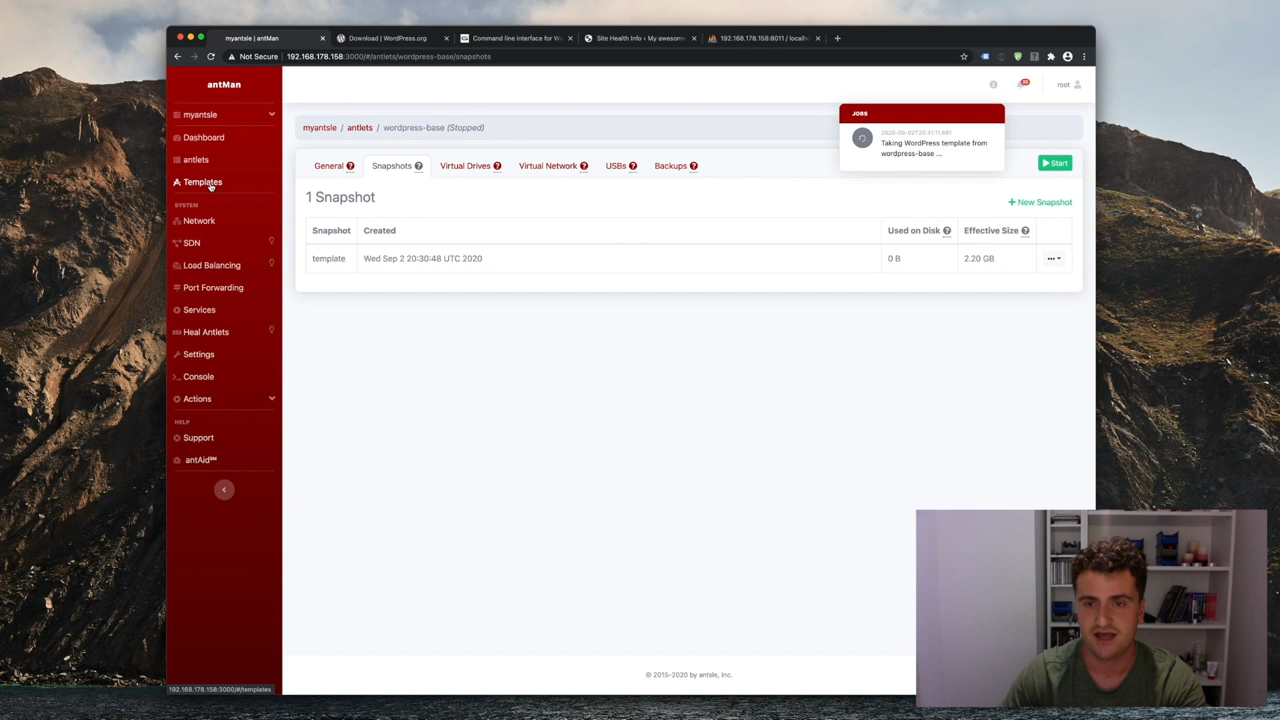 myantsle | antMan
Download | WordPress.org
Command line interface for W
Site Health Info ‹ My awesome
192.168.178.158:8011 / localh
Not Secure
192.168.178.158:3000/#/antlets/wordpress-base/snapshots
antMan
myantsle
Dashboard
antlets
Templates
SYSTEM
Network
SDN
Load Balancing
Port Forwarding
Services
Heal Antlets
Settings
Console
Actions
HELP
Support
antAid℠
root
myantsle / antlets / wordpress-base (Stopped)
JOBS
Taking WordPress template from
wordpress-base ...
General
Snapshots
Virtual Drives
Virtual Network
USBs
Backups
Start
1 Snapshot
+ New Snapshot
Snapshot Created Used on Disk Effective Size
template Wed Sep 2 20:30:48 UTC 2020 0 B 2.20 GB
© 2015-2020 by antsle, Inc.
192.168.178.158:3000/#/templates